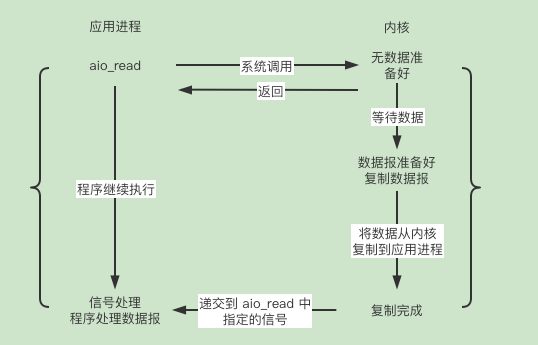 应用进程
内核
aio_read
系统调用
无数据准
备好
返回
等待数据
数据报准备好
复制数据报
程序继续执行
将数据从内核
复制到应用进程
信号处理
程序处理数据报
递交到 aio_read 中
指定的信号
复制完成